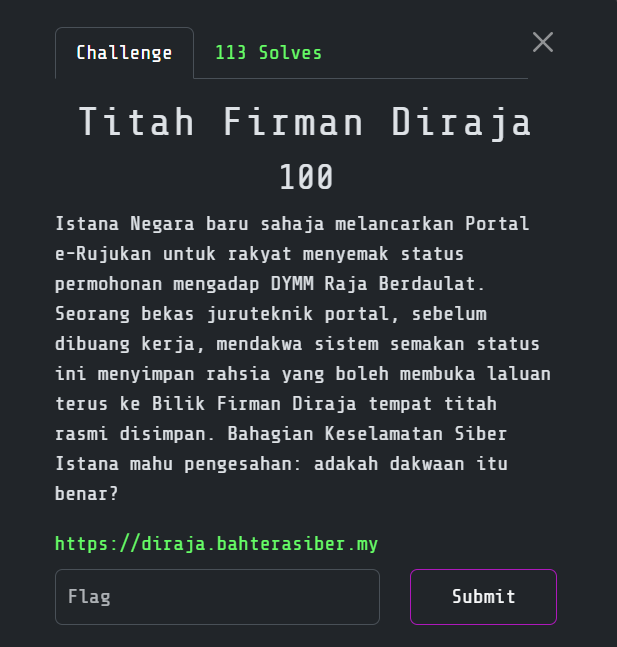 Challenge
113 Solves
Titah Firman Diraja
100
Istana Negara baru sahaja melancarkan Portal
e-Rujukan untuk rakyat menyemak status
permohonan mengadap DYMM Raja Berdaulat.
Seorang bekas juruteknik portal, sebelum
dibuang kerja, mendakwa sistem semakan status
ini menyimpan rahsia yang boleh membuka laluan
terus ke Bilik Firman Diraja tempat titah
rasmi disimpan. Bahagian Keselamatan Siber
Istana mahu pengesahan: adakah dakwaan itu
benar?
https://diraja.bahterasiber.my
Flag
Submit